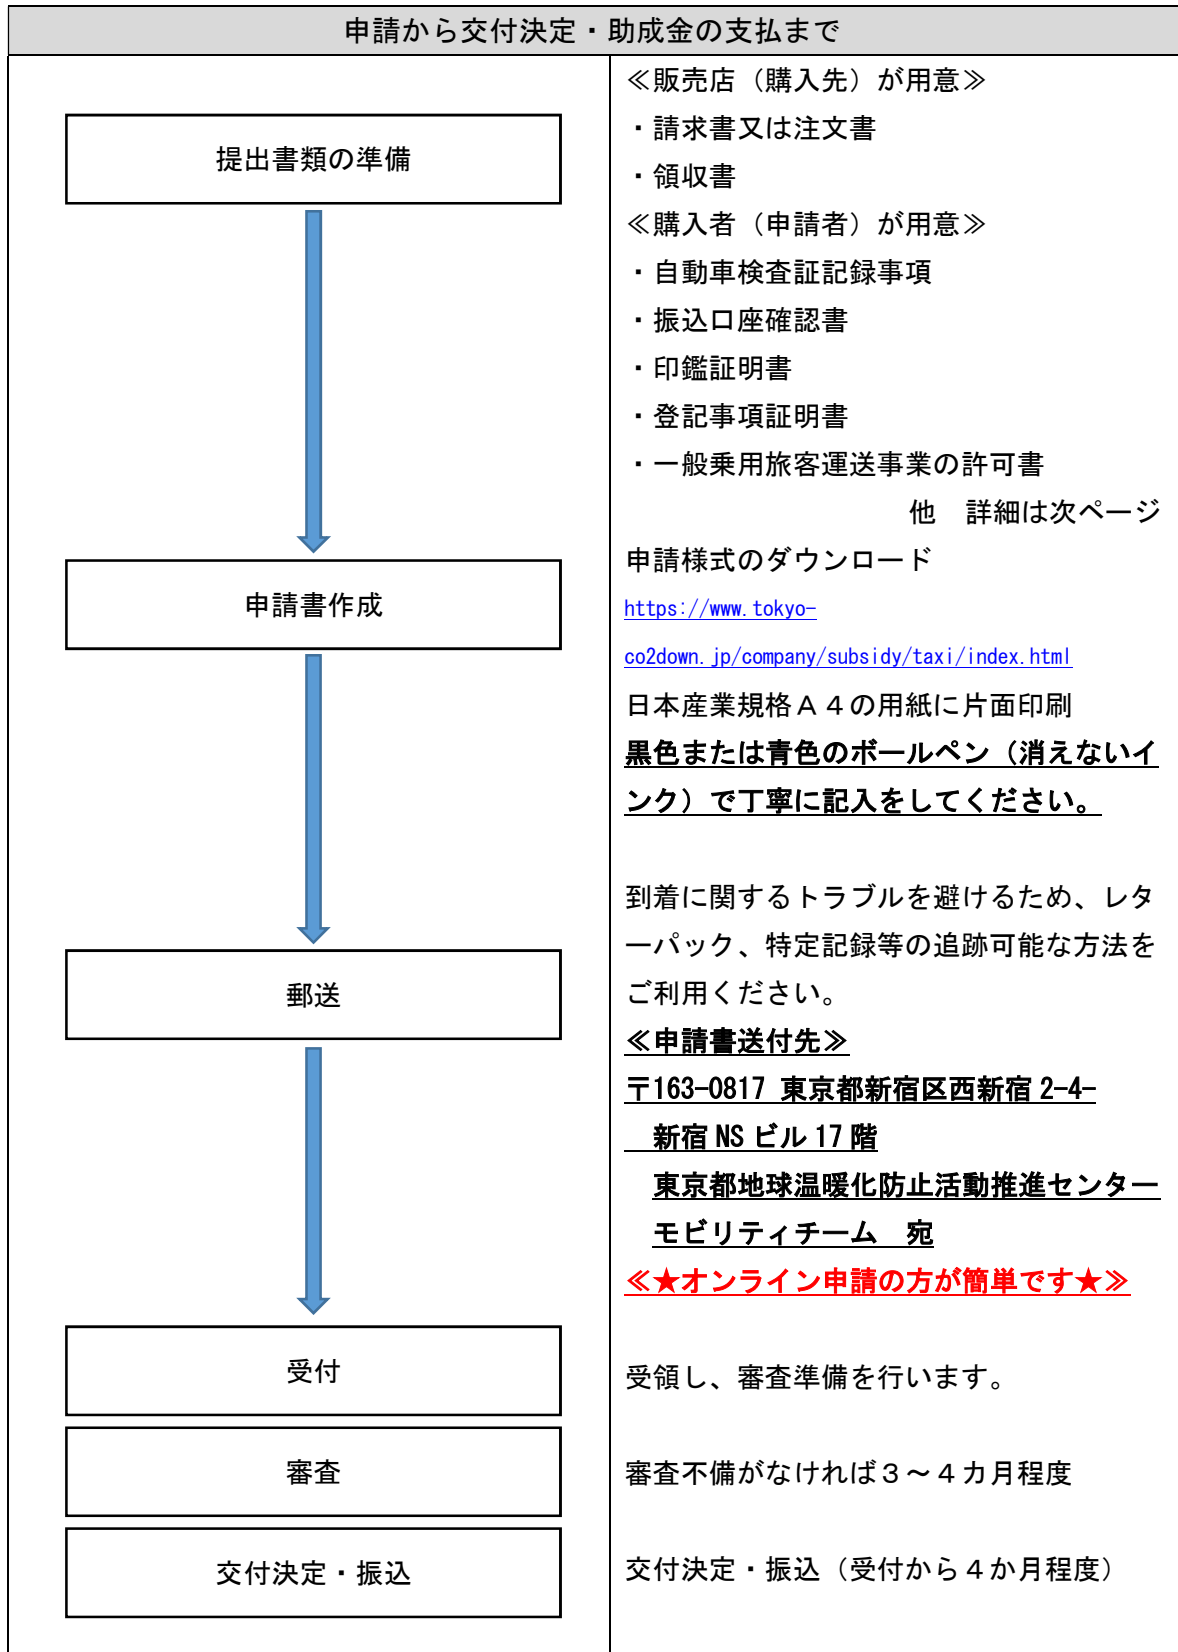 申請から交付決定・助成金の支払まで
提出書類の準備
≪販売店（購入先）が用意≫
・請求書又は注文書
・領収書
≪購入者（申請者）が用意≫
・自動車検査証記録事項
・振込口座確認書
・印鑑証明書
・登記事項証明書
・一般乗用旅客運送事業の許可書
他　詳細は次ページ
申請書作成
申請様式のダウンロード
https://www.tokyo-
co2down.jp/company/subsidy/taxi/index.html
日本産業規格Ａ４の用紙に片面印刷
黒色または青色のボールペン（消えないイ
ンク）で丁寧に記入をしてください。
郵送
到着に関するトラブルを避けるため、レタ
ーパック、特定記録等の追跡可能な方法を
ご利用ください。
≪申請書送付先≫
〒163-0817 東京都新宿区西新宿 2-4-
新宿 NS ビル 17 階
東京都地球温暖化防止活動推進センター
モビリティチーム　宛
≪★オンライン申請の方が簡単です★≫
受付
受領し、審査準備を行います。
審査
審査不備がなければ３～４カ月程度
交付決定・振込
交付決定・振込（受付から４か月程度）